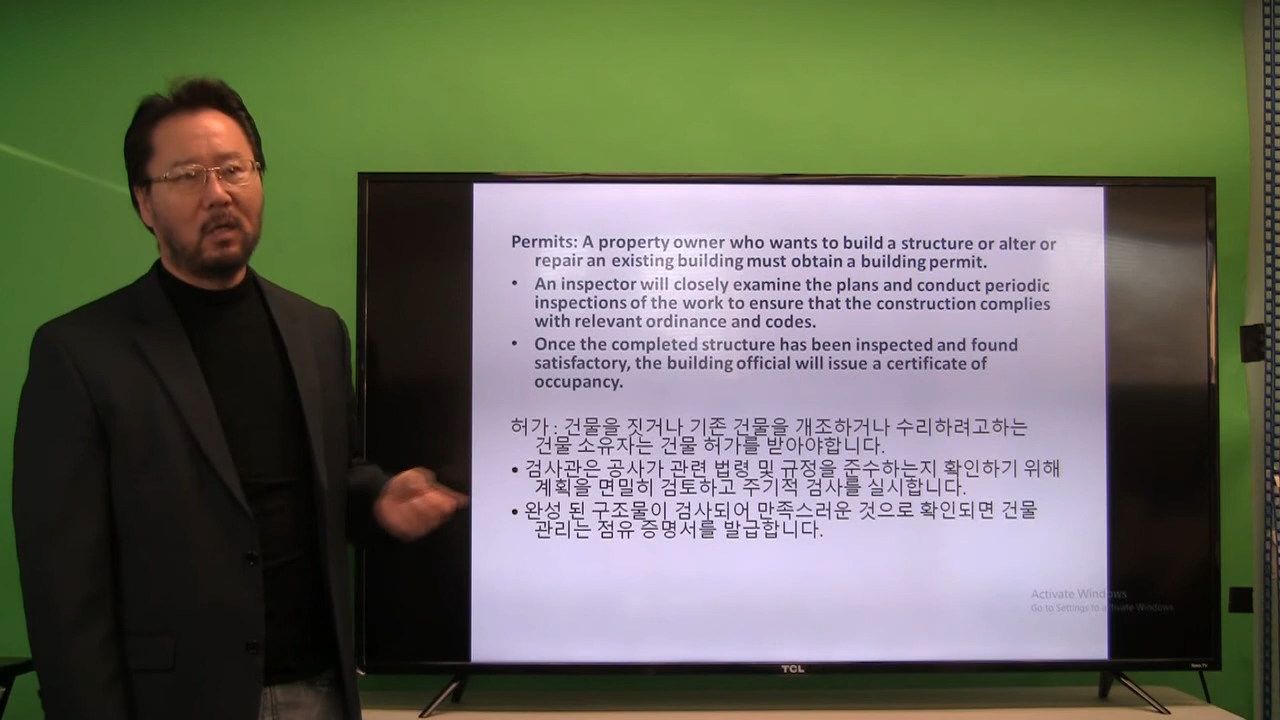 Permits: A property owner who wants to build a structure or alter or
repair an existing building must obtain a building permit.
• An inspector will closely examine the plans and conduct periodic
inspections of the work to ensure that the construction complies
with relevant ordinance and codes.
• Once the completed structure has been inspected and found
satisfactory, the building official will issue a certificate of
occupancy.
허가 : 건물을 짓거나 기존 건물을 개조하거나 수리하려고하는
건물 소유자는 건물 허가를 받아야합니다.
• 검사관은 공사가 관련 법령 및 규정을 준수하는지 확인하기 위해
계획을 면밀히 검토하고 주기적 검사를 실시합니다.
• 완성 된 구조물이 검사되어 만족스러운 것으로 확인되면 건물
관리는 점유 증명서를 발급합니다.
Activate Windows
Go to Settings to activate Windows
TCL
Roku TV